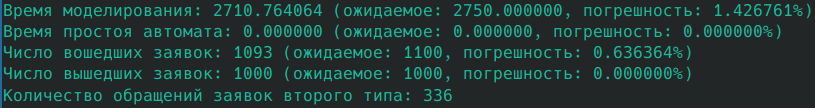 Время моделирования: 2710.764064 (ожидаемое: 2750.000000, погрешность: 1.426761%)
Время простоя автомата: 0.000000 (ожидаемое: 0.000000, погрешность: 0.000000%)
Число вошедших заявок: 1093 (ожидаемое: 1100, погрешность: 0.636364%)
Число вышедших заявок: 1000 (ожидаемое: 1000, погрешность: 0.000000%)
Количество обращений заявок второго типа: 336